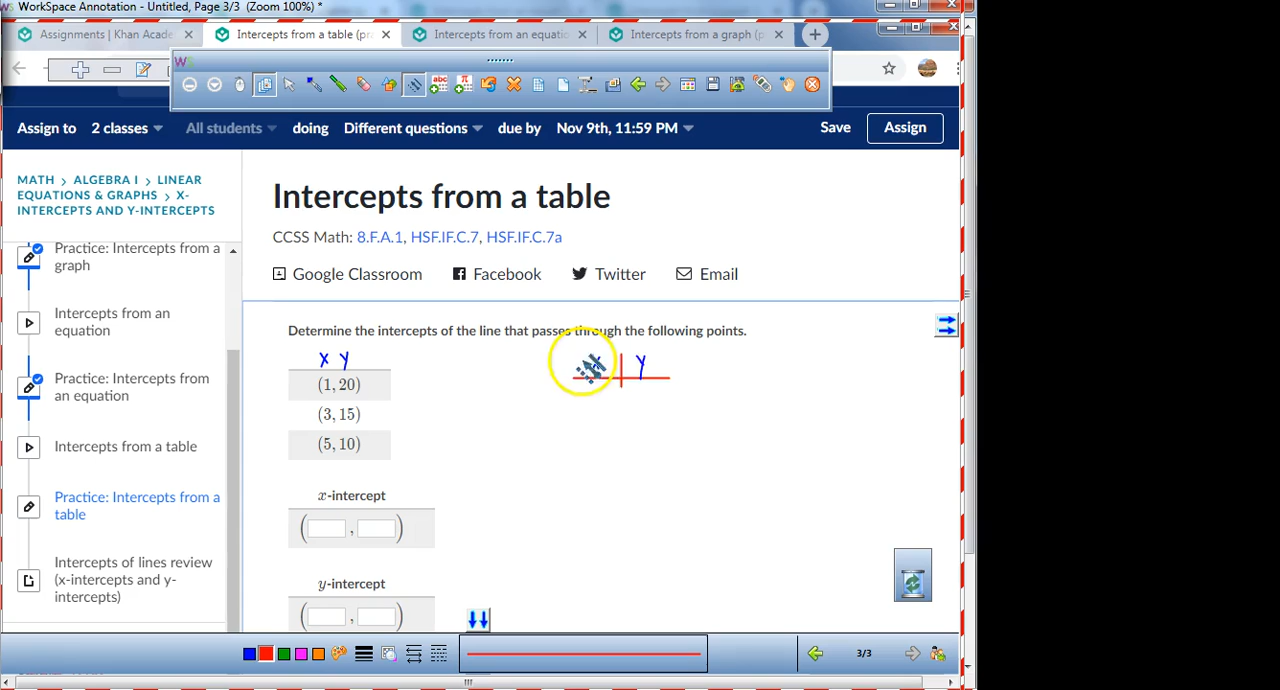 WorkSpace Annotation - Untitled, Page 3/3 (Zoom 100%) *
Assignments | Khan Acade
Intercepts from a table (pr
Intercepts from an equatio
Intercepts from a graph (p
WS
abc
π
Assign to 2 classes All students doing Different questions due by Nov 9th, 11:59 PM Save Assign
MATH > ALGEBRA I > LINEAR
EQUATIONS & GRAPHS > X-
INTERCEPTS AND Y-INTERCEPTS
Practice: Intercepts from a
graph
Intercepts from an
equation
Practice: Intercepts from
an equation
Intercepts from a table
Practice: Intercepts from a
table
Intercepts of lines review
(x-intercepts and y-
intercepts)
Intercepts from a table
CCSS Math: 8.F.A.1, HSF.IF.C.7, HSF.IF.C.7a
Google Classroom Facebook Twitter Email
Determine the intercepts of the line that passes through the following points.
X Y
X Y
(1, 20)
(3, 15)
(5, 10)
x-intercept
( , )
y-intercept
( , )
3/3